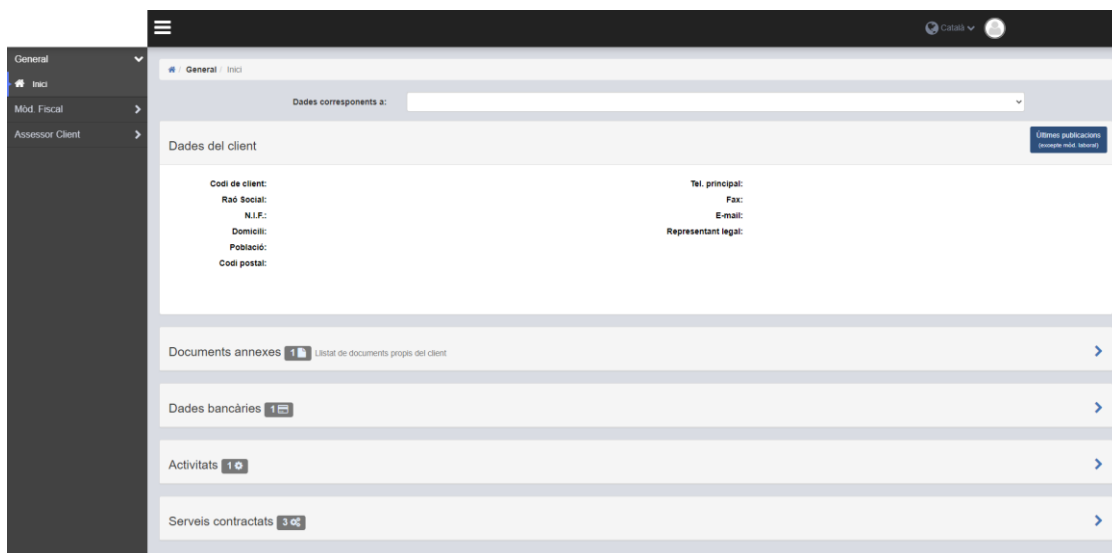 Català
General
Inici
Mòd. Fiscal
Assessor Client
/ General / Inici
Dades corresponents a:
Dades del client
Últimes publicacions
(excepte mòd. laboral)
Codi de client:
Raó Social:
N.I.F.:
Domicili:
Població:
Codi postal:
Tel. principal:
Fax:
E-mail:
Representant legal:
Documents annexes 1 Llistat de documents propis del client
Dades bancàries 1
Activitats 1
Serveis contractats 3